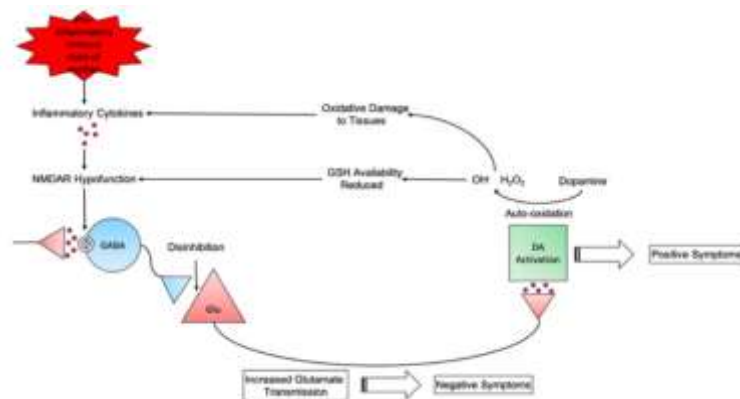 Inflammatory Cytokines
Oxidative Damage
to Tissues
NMDAR Hypofunction
GSH Availability
Reduced
OH H₂O₂
Dopamine
Auto-oxidation
GABA
Disinhibition
DA
Activation
Positive Symptoms
Glu
Increased Glutamate
Transmission
Negative Symptoms